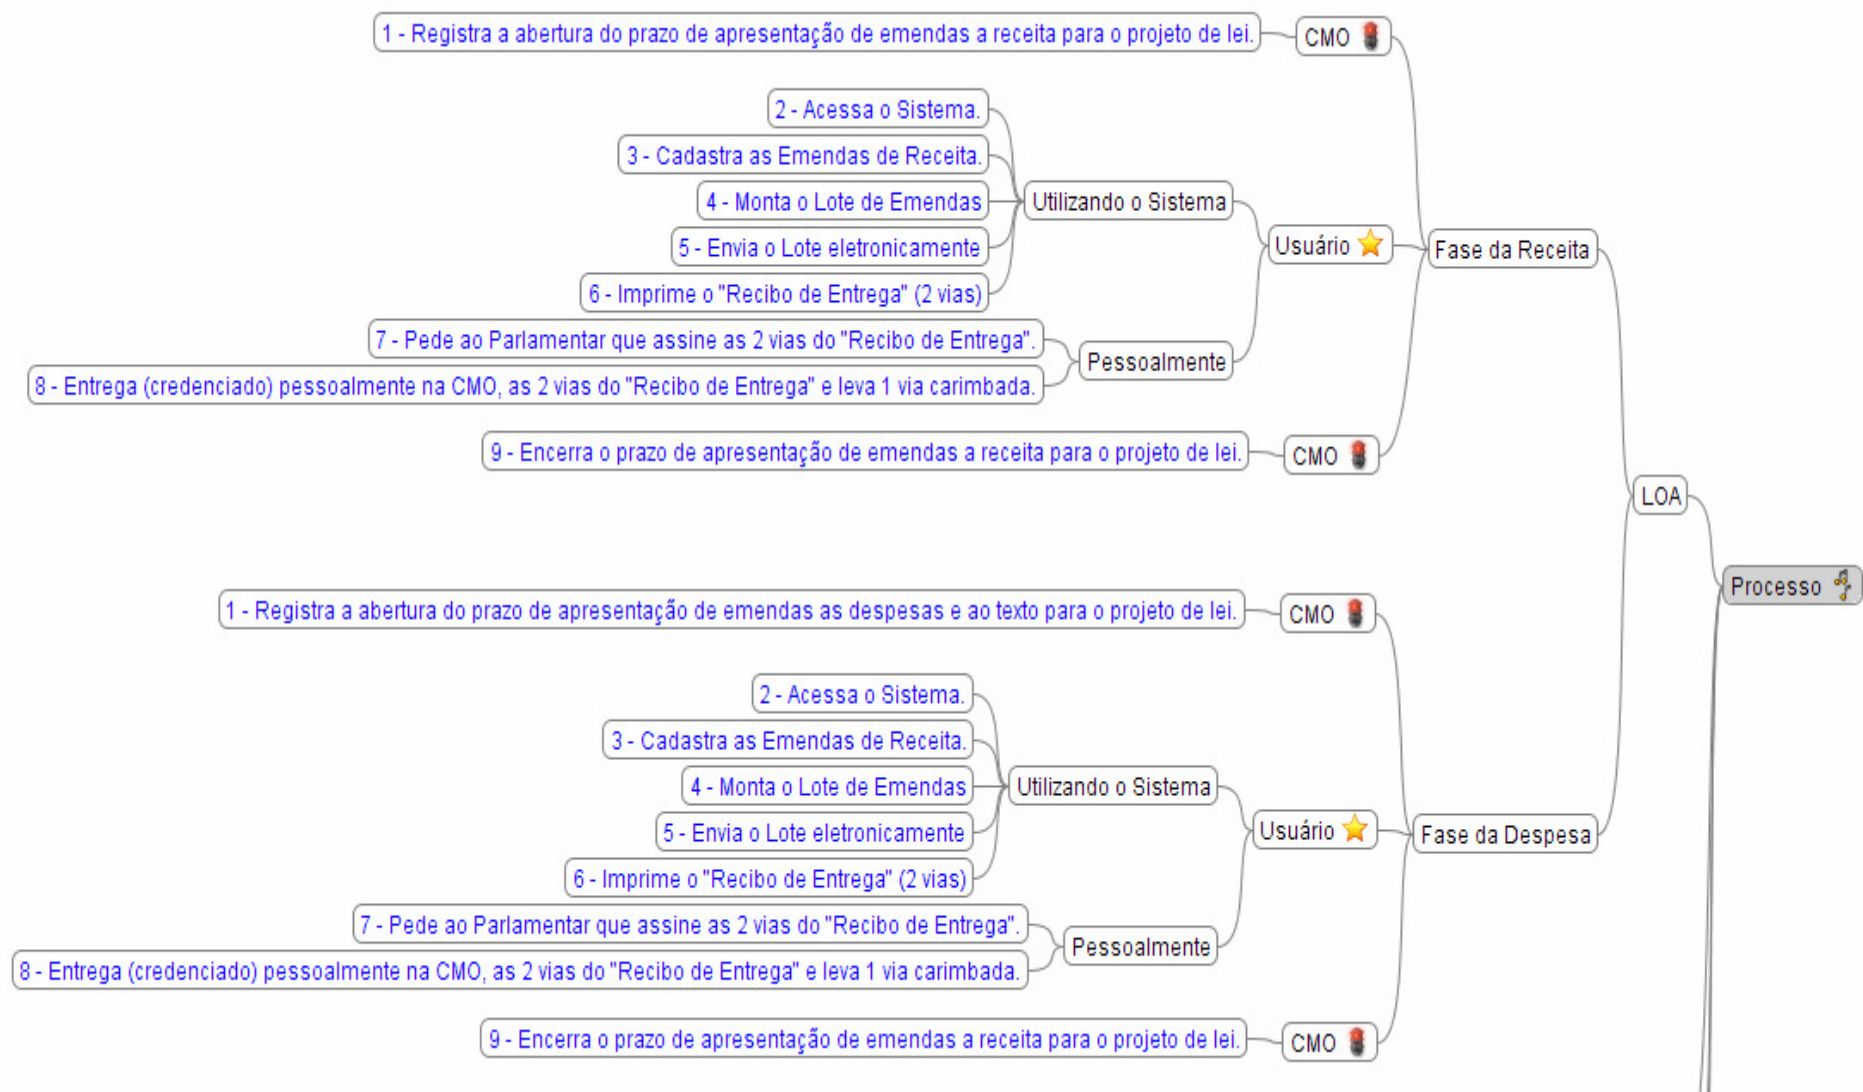 1 - Registra a abertura do prazo de apresentação de emendas a receita para o projeto de lei.
CMO
2 - Acessa o Sistema.
3 - Cadastra as Emendas de Receita.
4 - Monta o Lote de Emendas
Utilizando o Sistema
5 - Envia o Lote eletronicamente
Usuário
Fase da Receita
6 - Imprime o "Recibo de Entrega" (2 vias)
7 - Pede ao Parlamentar que assine as 2 vias do "Recibo de Entrega".
Pessoalmente
8 - Entrega (credenciado) pessoalmente na CMO, as 2 vias do "Recibo de Entrega" e leva 1 via carimbada.
9 - Encerra o prazo de apresentação de emendas a receita para o projeto de lei.
CMO
LOA
Processo
1 - Registra a abertura do prazo de apresentação de emendas as despesas e ao texto para o projeto de lei.
CMO
2 - Acessa o Sistema.
3 - Cadastra as Emendas de Receita.
4 - Monta o Lote de Emendas
Utilizando o Sistema
5 - Envia o Lote eletronicamente
Usuário
Fase da Despesa
6 - Imprime o "Recibo de Entrega" (2 vias)
7 - Pede ao Parlamentar que assine as 2 vias do "Recibo de Entrega".
Pessoalmente
8 - Entrega (credenciado) pessoalmente na CMO, as 2 vias do "Recibo de Entrega" e leva 1 via carimbada.
9 - Encerra o prazo de apresentação de emendas a receita para o projeto de lei.
CMO